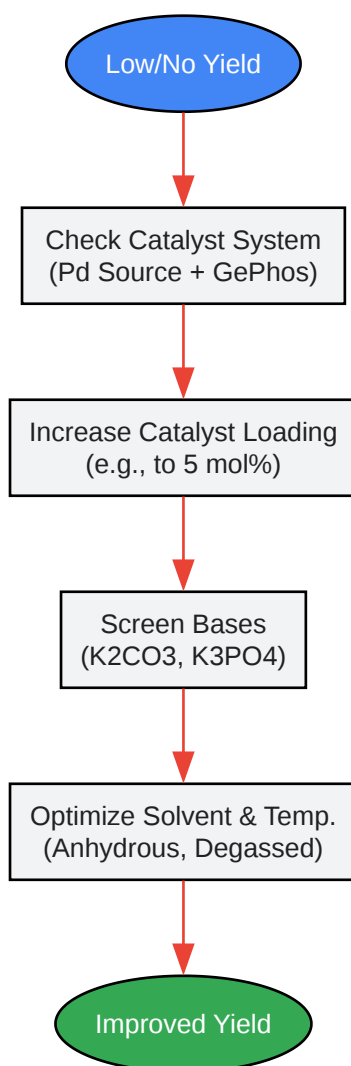 Low/No Yield
Check Catalyst System
(Pd Source + GePhos)
Increase Catalyst Loading
(e.g., to 5 mol%)
Screen Bases
(K2CO3, K3PO4)
Optimize Solvent & Temp.
(Anhydrous, Degassed)
Improved Yield